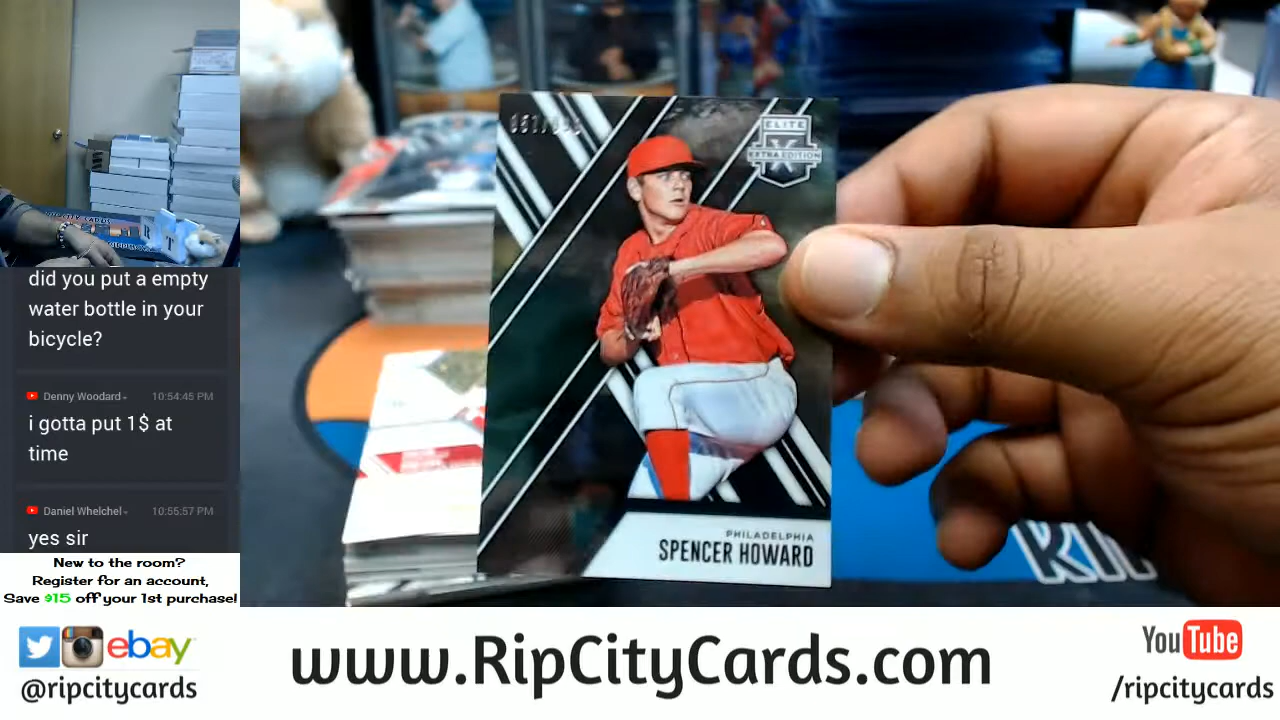 did you put a empty
water bottle in your
bicycle?
Denny Woodard
10:54:45 PM
i gotta put 1$ at
time
Daniel Whelchel
10:55:57 PM
yes sir
New to the room?
Register for an account,
Save $15 off your 1st purchase!
ELITE
X
EXTRA EDITION
PHILADELPHIA
SPENCER HOWARD
ebay
@ripcitycards
www.RipCityCards.com
YouTube
/ripcitycards